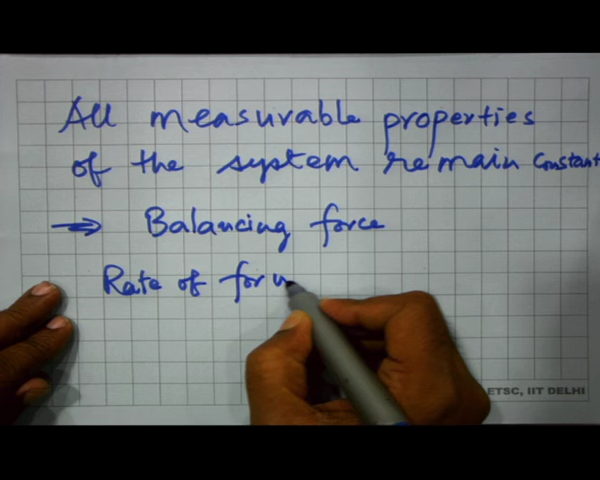 All measurable properties
of the system remain constant
→ Balancing force
Rate of for
ETSC, IIT DELHI